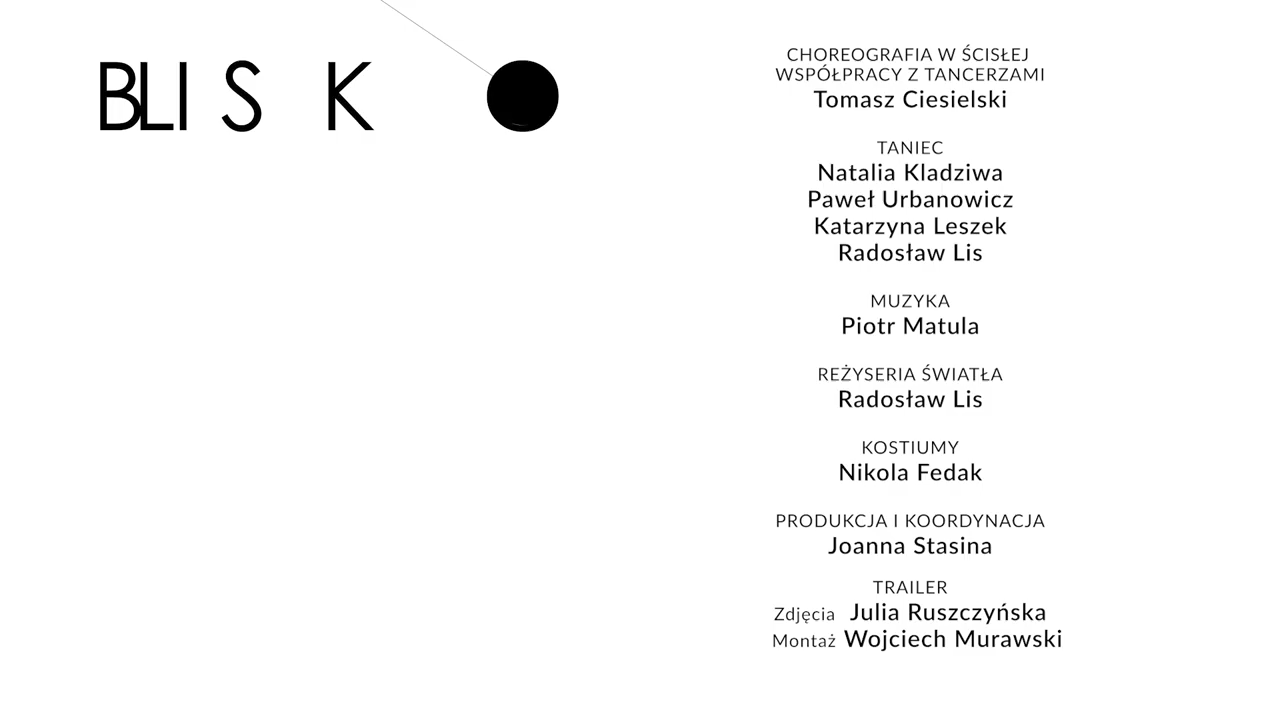 BLI S K
CHOREOGRAFIA W ŚCISŁEJ
WSPÓŁPRACY Z TANCERZAMI
Tomasz Ciesielski
TANIEC
Natalia Kladziwa
Paweł Urbanowicz
Katarzyna Leszek
Radosław Lis
MUZYKA
Piotr Matula
REŻYSERIA ŚWIATŁA
Radosław Lis
KOSTIUMY
Nikola Fedak
PRODUKCJA I KOORDYNACJA
Joanna Stasina
TRAILER
Zdjęcia Julia Ruszczyńska
Montaż Wojciech Murawski